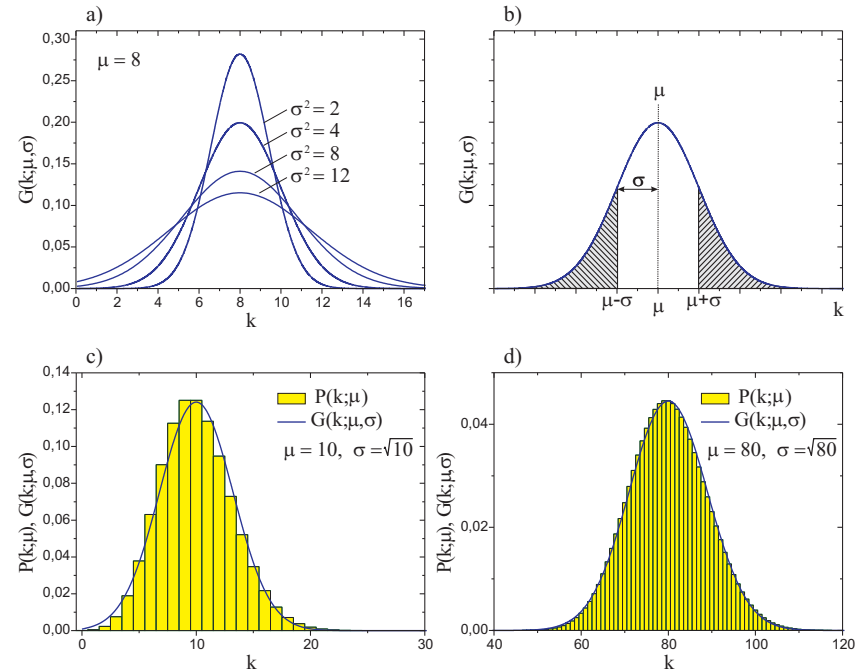 a)
G(k;μ,σ)
0,30
0,25
0,20
0,15
0,10
0,05
0,00
μ = 8
σ² = 2
σ² = 4
σ² = 8
σ² = 12
0 2 4 6 8 10 12 14 16
k
b)
G(k;μ,σ)
μ
σ
μ-σ μ μ+σ k
c)
P(k;μ), G(k;μ,σ)
0,14
0,12
0,10
0,08
0,06
0,04
0,02
0,00
P(k;μ)
G(k;μ,σ)
μ = 10, σ =√10
0 10 20 30
k
d)
P(k;μ), G(k;μ,σ)
0,04
0,02
0,00
P(k;μ)
G(k;μ,σ)
μ = 80, σ =√80
40 60 80 100 120
k